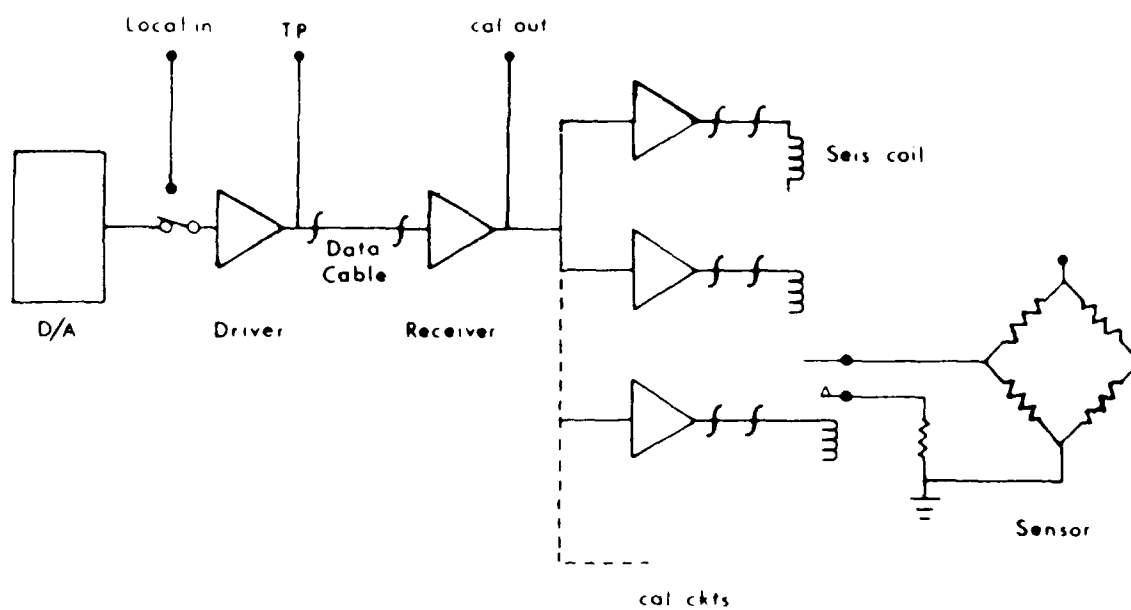 Local in
TP
cal out
Seis coil
Data
Cable
D/A
Driver
Receiver
Sensor
cal ckts